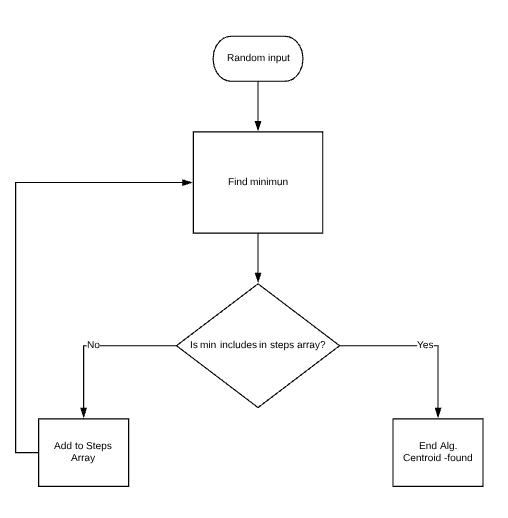 Random input
Find minimun
Is min includes in steps array?
No
Yes
Add to Steps
Array
End Alg.
Centroid -found